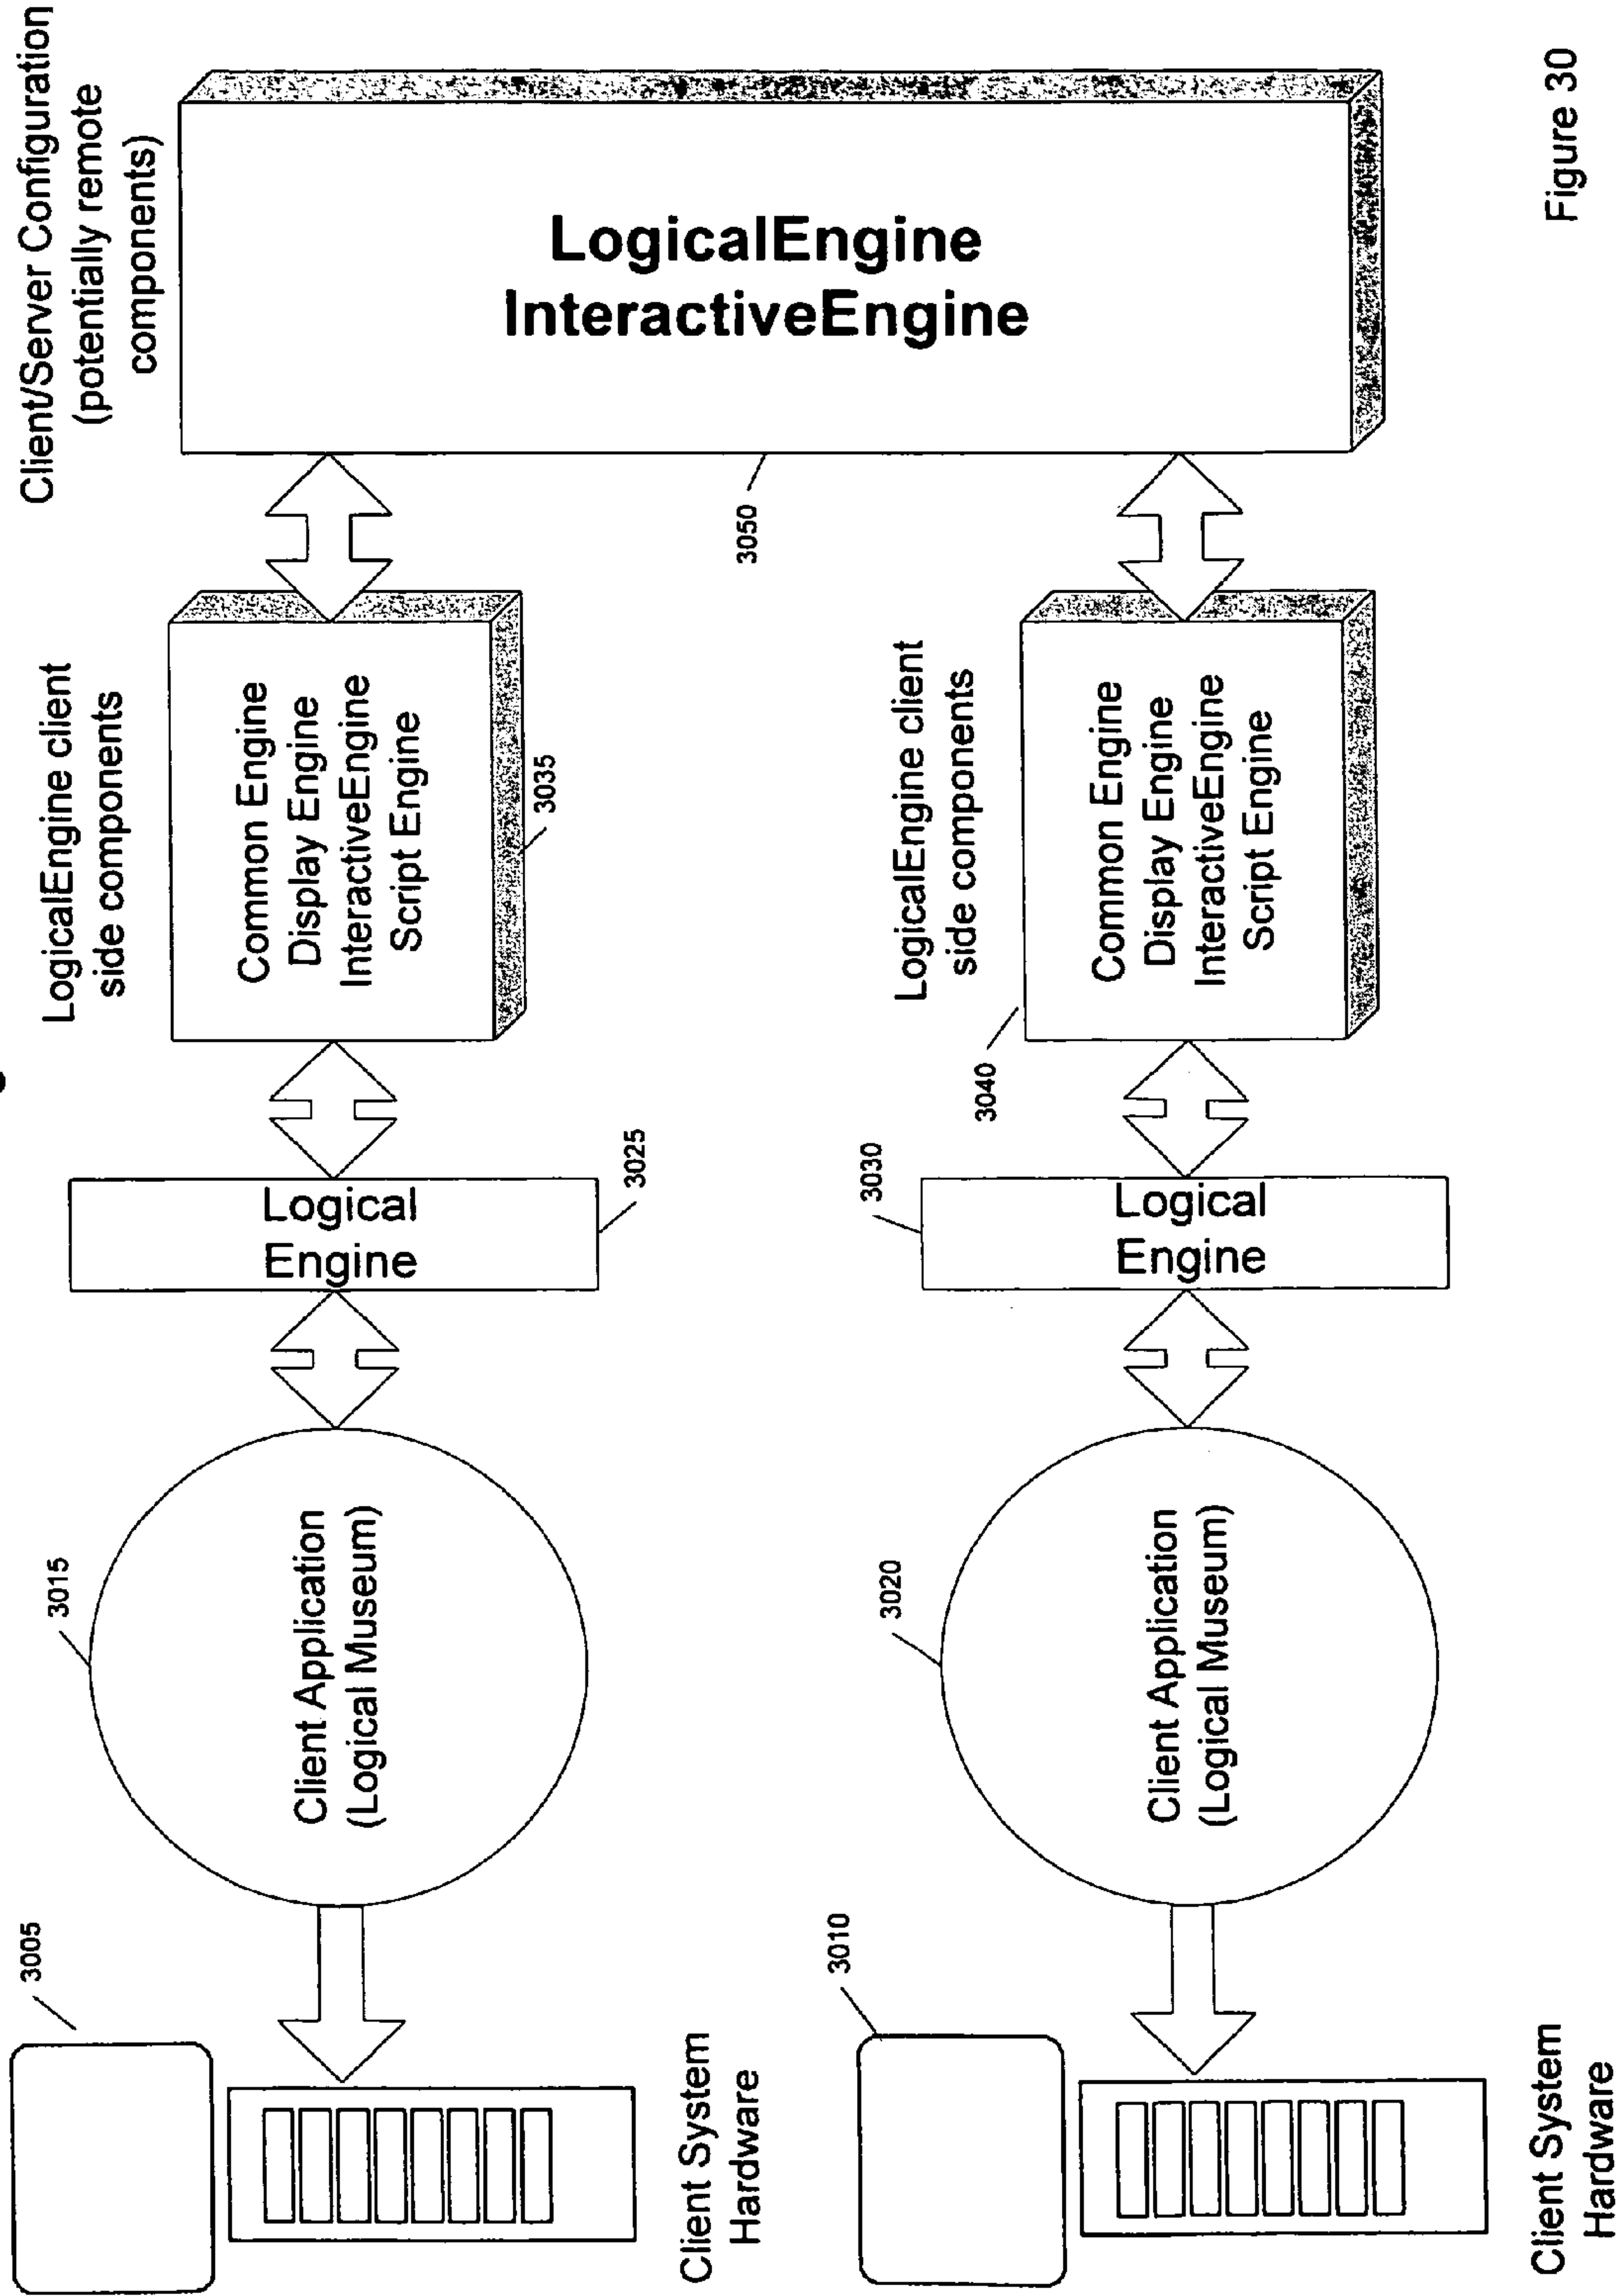 Client/Server Configuration
(potentially remote
components)
3005
3015
LogicalEngine client
side components
Client Application
(Logical Museum)
Logical
Engine
3025
Common Engine
Display Engine
InteractiveEngine
Script Engine
3035
Client System
Hardware
LogicalEngine
InteractiveEngine
3050
3010
3020
3030
3040
LogicalEngine client
side components
Client Application
(Logical Museum)
Logical
Engine
Common Engine
Display Engine
InteractiveEngine
Script Engine
Client System
Hardware
Figure 30